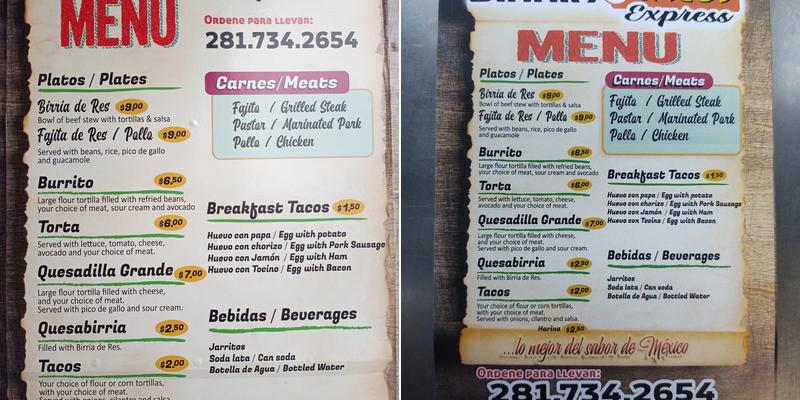 MENU
Ordene para llevar:
281.734.2654
Platos / Plates
Birria de Res $9,00
Bowl of beef stew with tortillas & salsa
Fajita de Res / Pollo $9,00
Served with beans, rice, pico de gallo
and guacamole
Burrito $6,50
Large flour tortilla filled with refried beans,
your choice of meat, sour cream and avocado
Torta $6,00
Served with lettuce, tomato, cheese,
avocado and your choice of meat.
Quesadilla Grande $7,00
Large flour tortilla filled with cheese,
and your choice of meat.
Served with pico de gallo and sour cream.
Quesabirria $2,50
Filled with Birria de Res.
Tacos $2,00
Your choice of flour or corn tortillas,
with your choice of meat.
Served with onions, cilantro and salsa.
Carnes/Meats
Fajita / Grilled Steak
Pastor / Marinated Pork
Pollo / Chicken
Breakfast Tacos $1,50
Huevo con papa / Egg with potato
Huevo con chorizo / Egg with Pork Sausage
Huevo con Jamón / Egg with Ham
Huevo con Tocino / Egg with Bacon
Bebidas / Beverages
Jarritos
Soda lata / Can soda
Botella de Agua / Bottled Water
Express
MENU
Platos / Plates
Birria de Res $9,00
Bowl of beef stew with tortillas & salsa
Fajita de Res / Pollo $9,00
Served with beans, rice, pico de gallo
and guacamole
Burrito $6,50
Large flour tortilla filled with refried beans,
your choice of meat, sour cream and avocado
Torta $6,00
Served with lettuce, tomato, cheese,
avocado and your choice of meat.
Quesadilla Grande $7,00
Large flour tortilla filled with cheese,
and your choice of meat.
Served with pico de gallo and sour cream.
Quesabirria $2,50
Filled with Birria de Res.
Tacos $2,00
Your choice of flour or corn tortillas,
with your choice of meat.
Served with onions, cilantro and salsa.
Harina $2,50
Carnes/Meats
Fajita / Grilled Steak
Pastor / Marinated Pork
Pollo / Chicken
Breakfast Tacos $1,50
Huevo con papa / Egg with potato
Huevo con chorizo / Egg with Pork Sausage
Huevo con Jamón / Egg with Ham
Huevo con Tocino / Egg with Bacon
Bebidas / Beverages
Jarritos
Soda lata / Can soda
Botella de Agua / Bottled Water
...lo mejor del sabor de México
Ordene para llevar:
281.734.2654